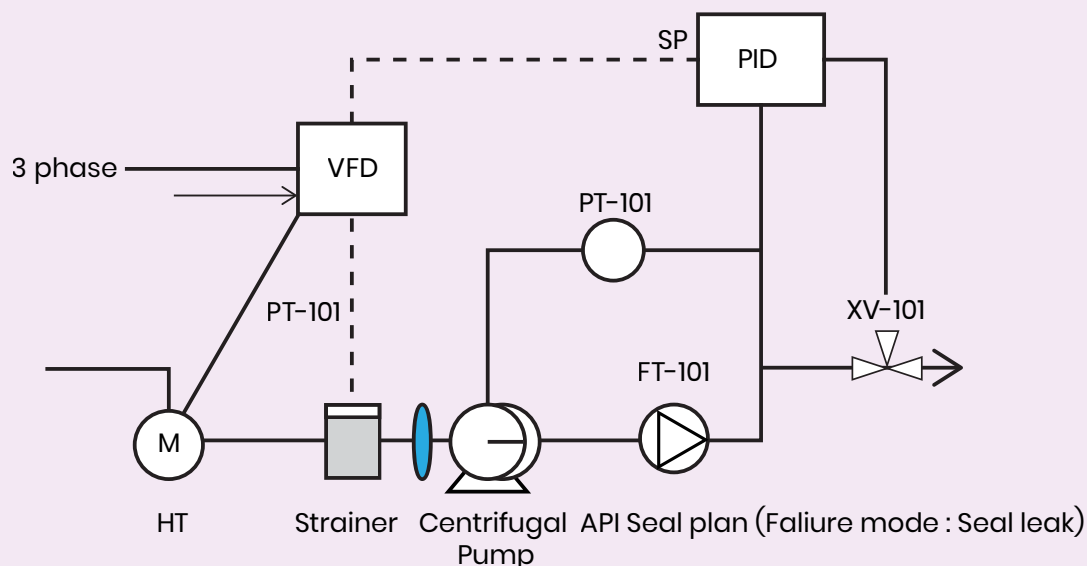 SP
PID
3 phase
VFD
PT-101
PT-101
XV-101
FT-101
M
HT
Strainer
Centrifugal
Pump
API Seal plan (Faliure mode : Seal leak)